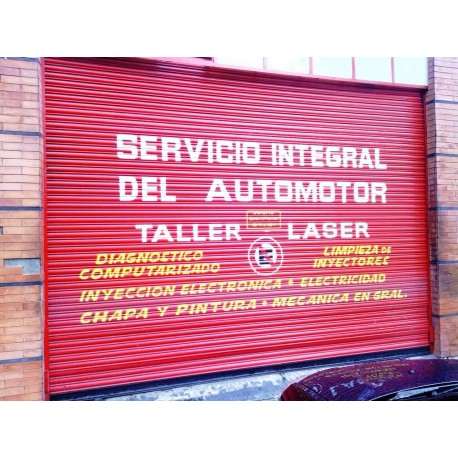 SERVICIO INTEGRAL
DEL AUTOMOTOR
TALLER LASER
DIAGNOSTICO
COMPUTARIZADO
LIMPIEZA DE
INYECTORES
INYECCION ELECTRONICA • ELECTRICIDAD
CHAPA Y PINTURA • MECANICA EN GRAL.